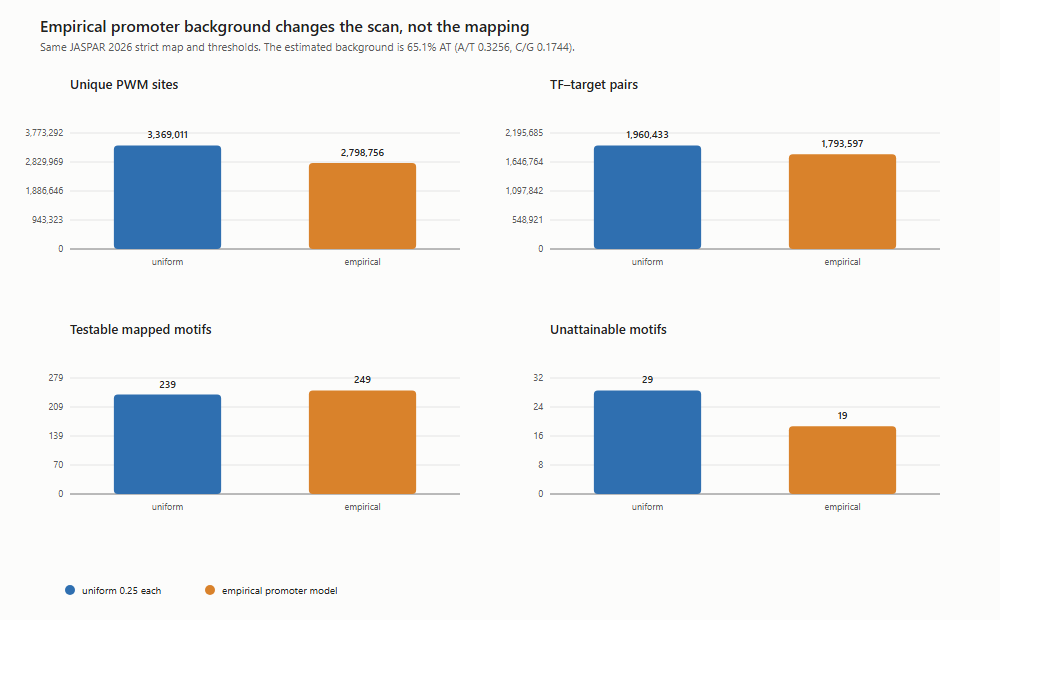 Empirical promoter background changes the scan, not the mapping
Same JASPAR 2026 strict map and thresholds. The estimated background is 65.1% AT (A/T 0.3256, C/G 0.1744).
Unique PWM sites
3,773,292
2,829,969
1,886,646
943,323
0
3,369,011
2,798,756
uniform
empirical
TF–target pairs
2,195,685
1,646,764
1,097,842
548,921
0
1,960,433
1,793,597
uniform
empirical
Testable mapped motifs
279
209
139
70
0
239
249
uniform
empirical
Unattainable motifs
32
24
16
8
0
29
19
uniform
empirical
uniform 0.25 each
empirical promoter model